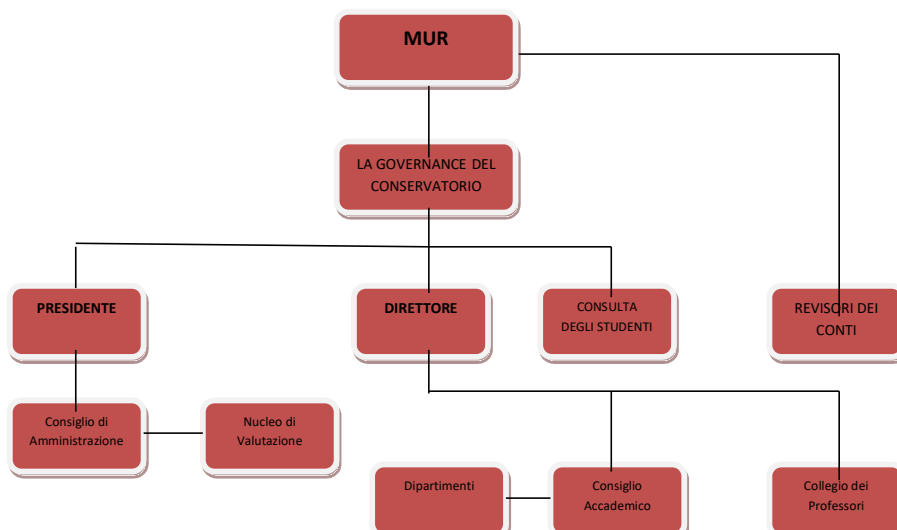 MUR
LA GOVERNANCE DEL
CONSERVATORIO
PRESIDENTE
DIRETTORE
CONSULTA
DEGLI STUDENTI
REVISORI DEI
CONTI
Consiglio di
Amministrazione
Nucleo di
Valutazione
Dipartimenti
Consiglio
Accademico
Collegio dei
Professori